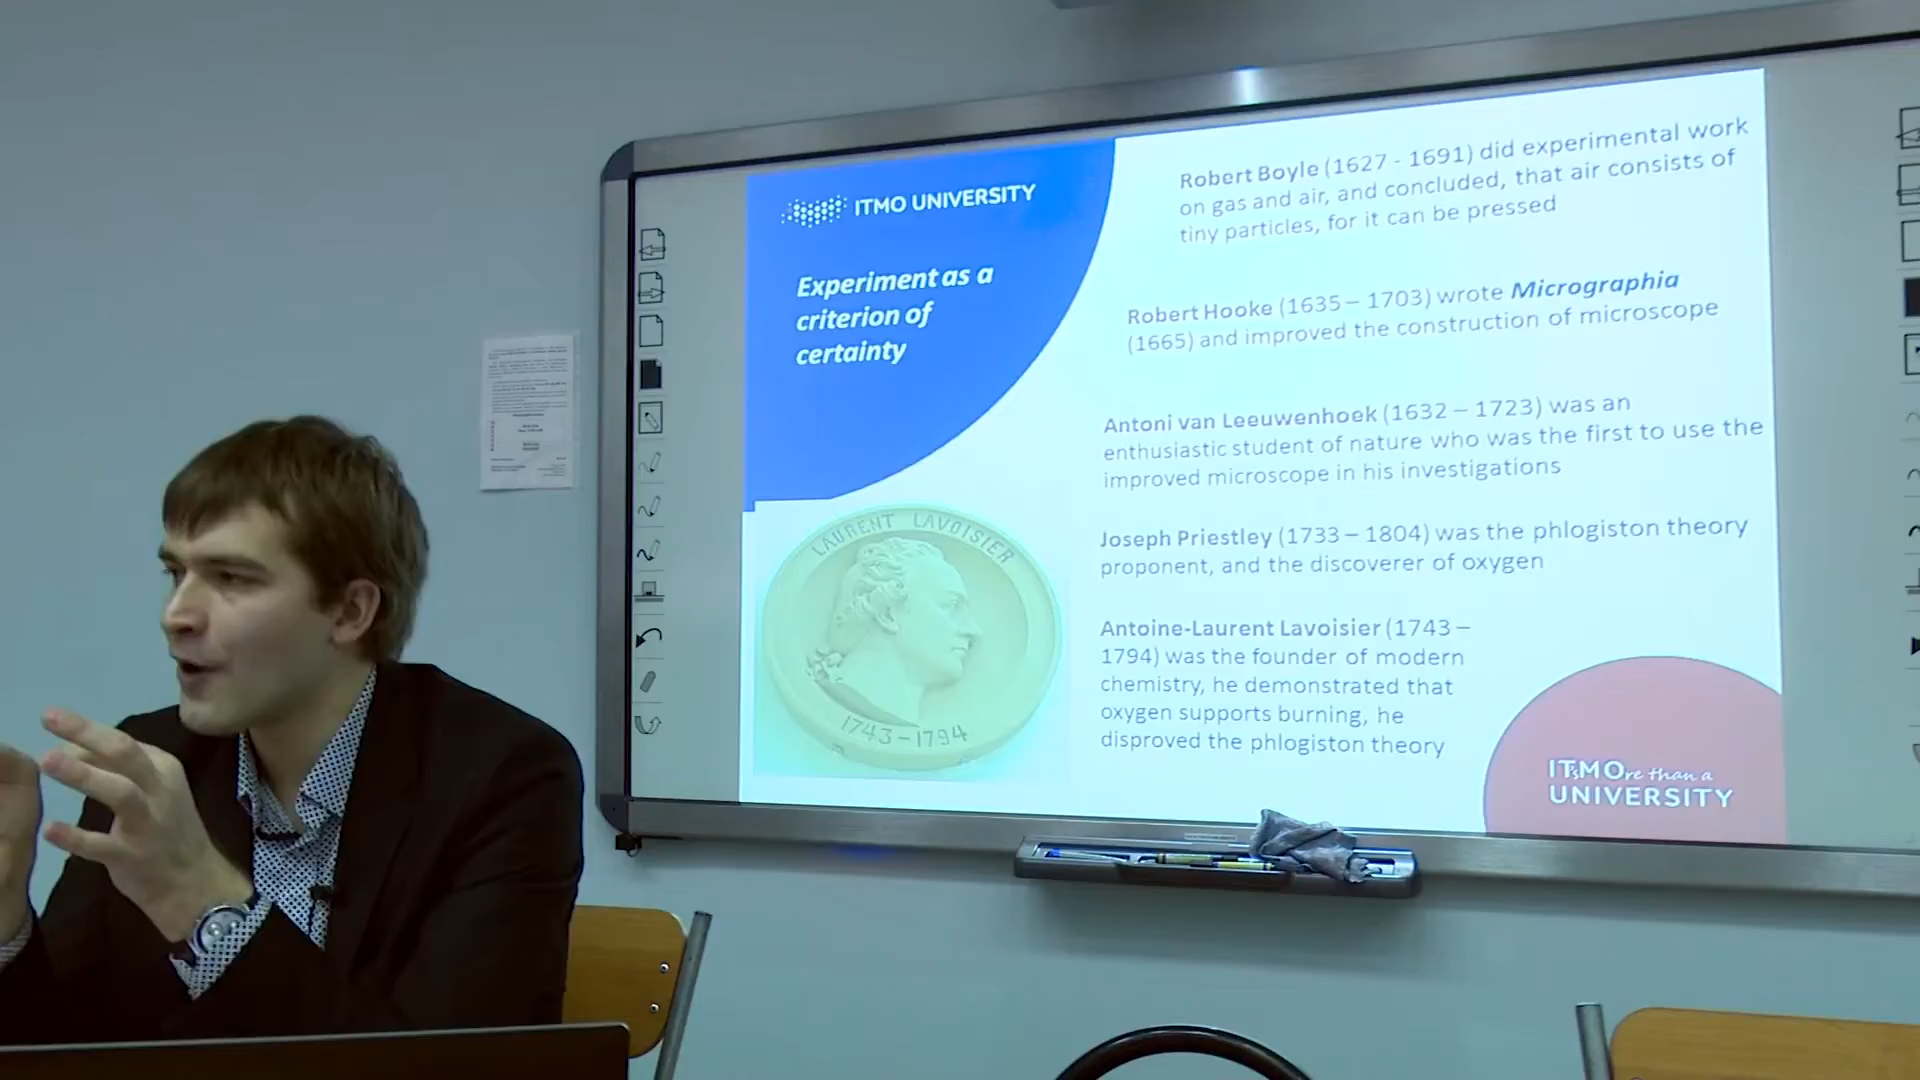 ITMO UNIVERSITY
Experiment as a
criterion of
certainty
Robert Boyle (1627 - 1691) did experimental work
on gas and air, and concluded, that air consists of
tiny particles, for it can be pressed
Robert Hooke (1635 – 1703) wrote Micrographia
(1665) and improved the construction of microscope
Antoni van Leeuwenhoek (1632 – 1723) was an
enthusiastic student of nature who was the first to use the
improved microscope in his investigations
Joseph Priestley (1733 – 1804) was the phlogiston theory
proponent, and the discoverer of oxygen
Antoine-Laurent Lavoisier (1743 –
1794) was the founder of modern
chemistry, he demonstrated that
oxygen supports burning, he
disproved the phlogiston theory
LAURENT LAVOISIER
1743-1794
ITsMOre than a
UNIVERSITY